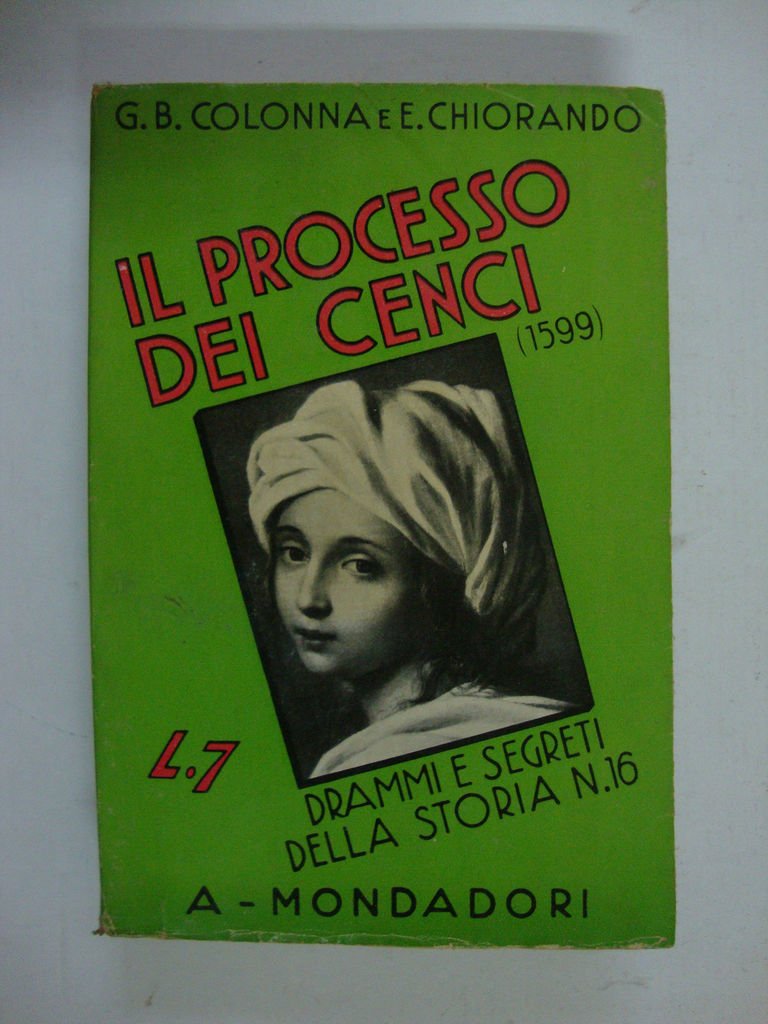 G. B. COLONNA E E. CHIORANDO
IL PROCESSO
DEI CENCI
(1599)
L.7
DRAMMI E SEGRETI
DELLA STORIA N.16
A - MONDADORI